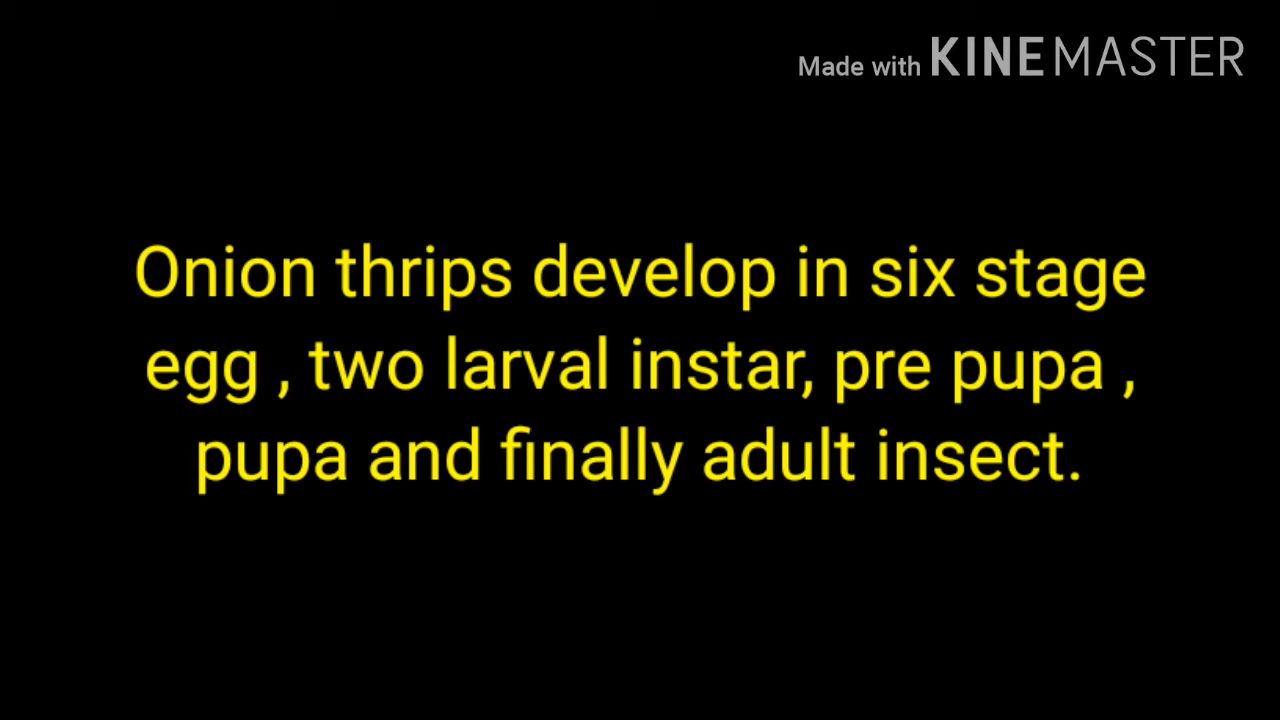 Made with KINEMASTER
Onion thrips develop in six stage
egg , two larval instar, pre pupa ,
pupa and finally adult insect.